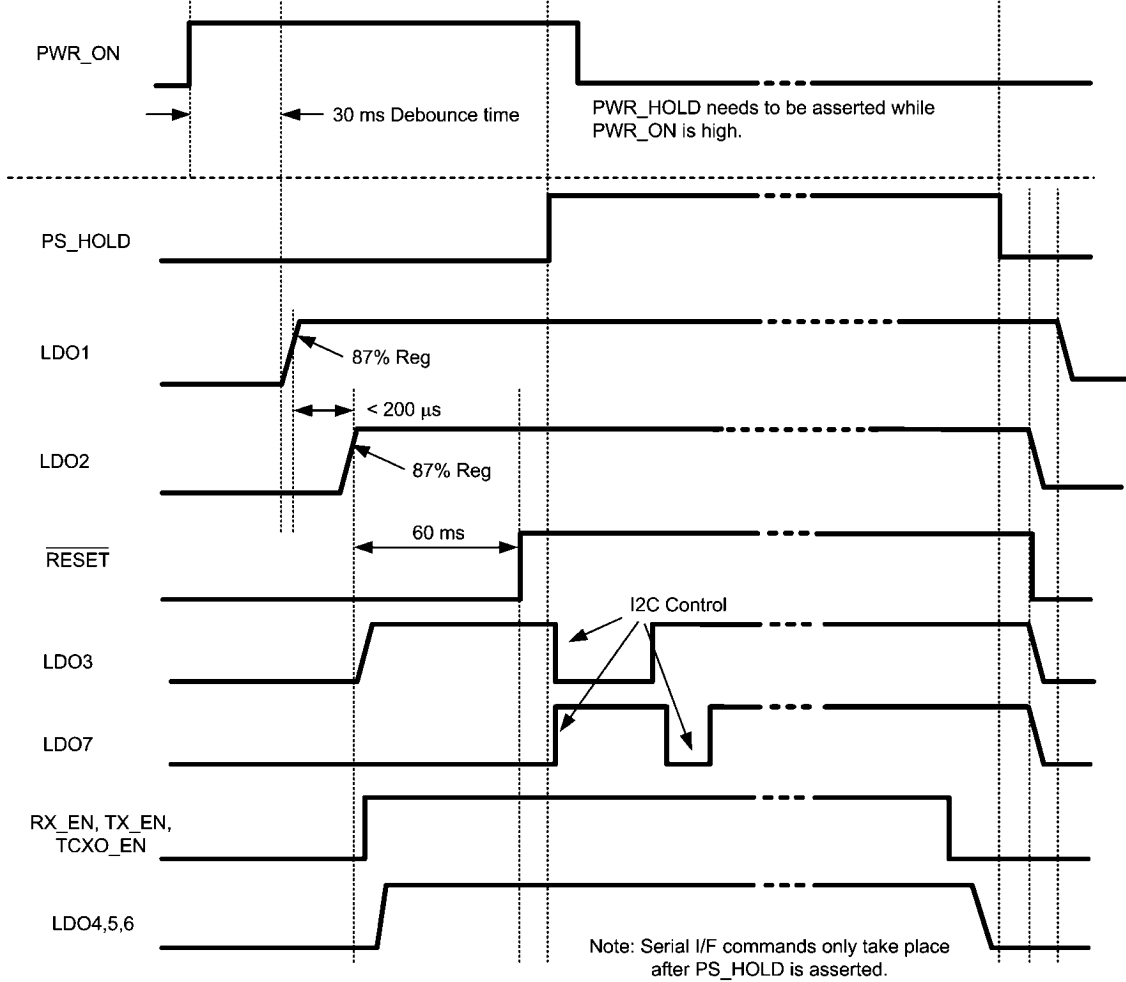 PWR_ON
30 ms Debounce time
PWR_HOLD needs to be asserted while
PWR_ON is high.
PS_HOLD
LDO1
87% Reg
< 200 µs
LDO2
87% Reg
60 ms
RESET
I2C Control
LDO3
LDO7
RX_EN, TX_EN,
TCXO_EN
LDO4,5,6
Note: Serial I/F commands only take place
after PS_HOLD is asserted.